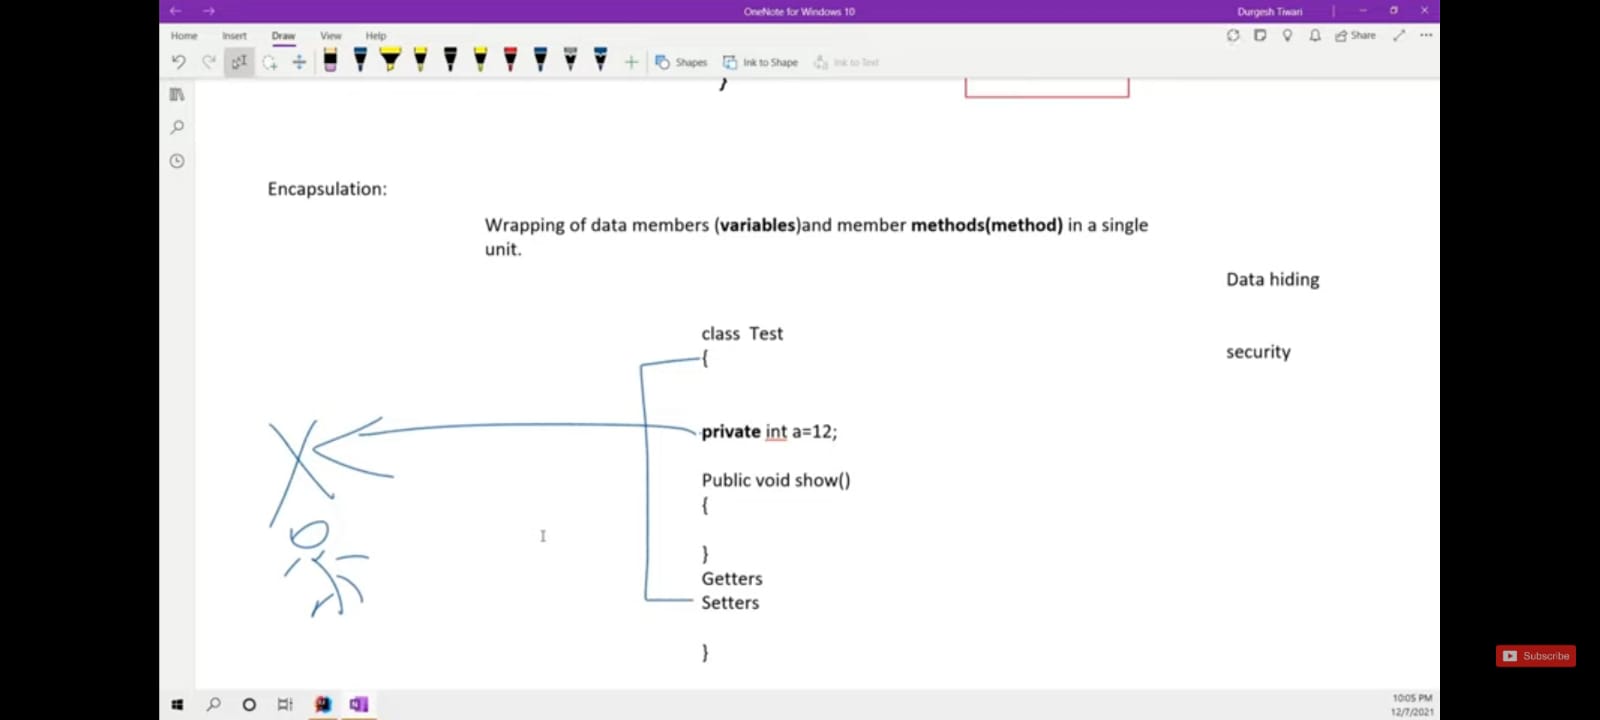 OneNote for Windows 10
Durgesh Tiwari
Home Insert Draw View Help
Share
Shapes
Ink to Shape
Ink to Text
}
Encapsulation:
Wrapping of data members (variables)and member methods(method) in a single
unit.
Data hiding
class Test
security
{
private int a=12;
Public void show()
{
}
Getters
Setters
}
Subscribe
10:05 PM
12/7/2021